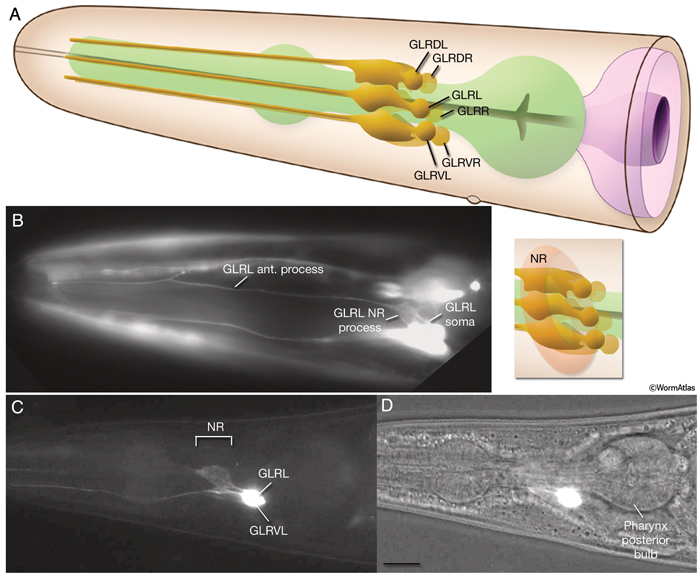 A
GLRDL
GLRDR
GLRL
GLRR
GLRVR
GLRVL
B
GLRL ant. process
GLRL NR
process
GLRL
soma
NR
©WormAtlas
C
NR
GLRL
GLRVL
D
Pharynx
posterior
bulb